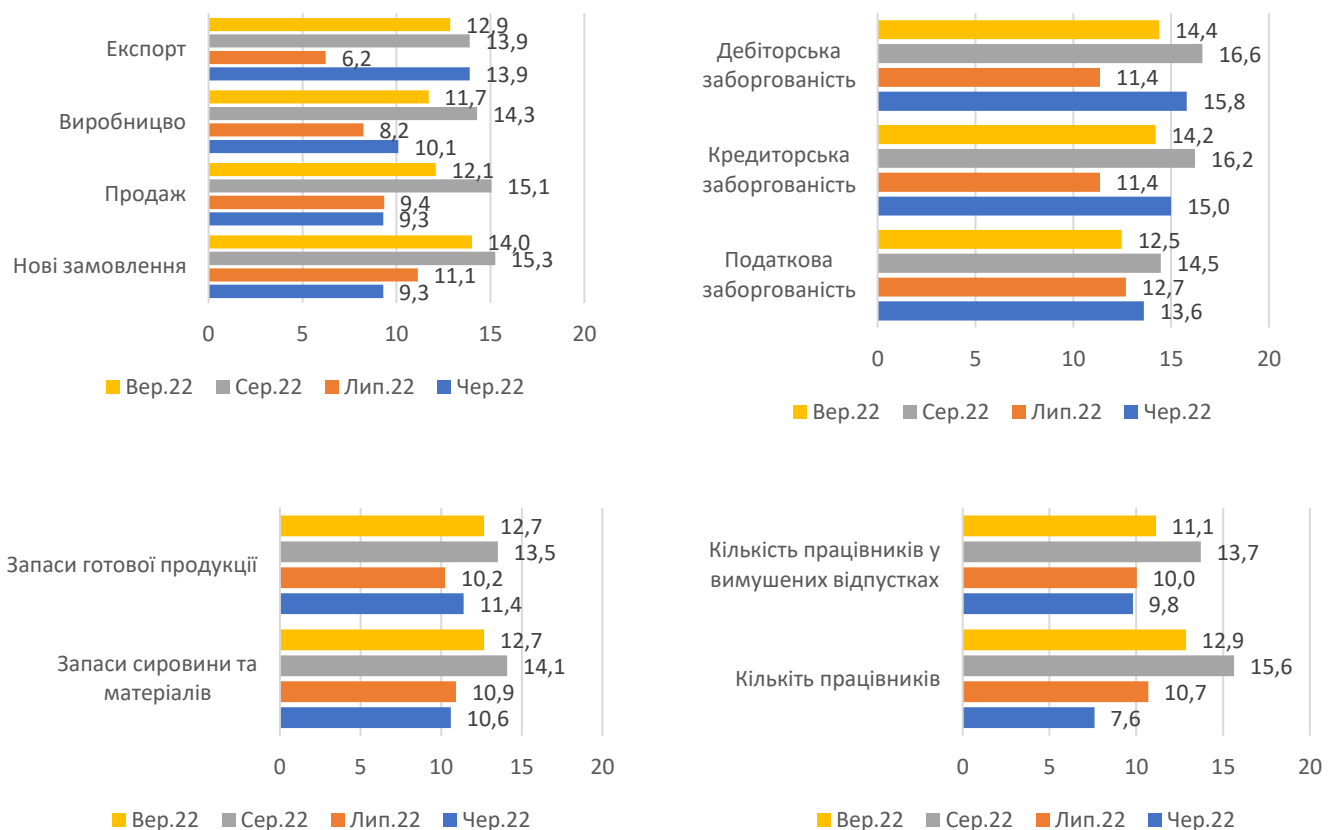 Експорт
12,9
13,9
6,2
13,9
Виробницво
11,7
14,3
8,2
10,1
Продаж
12,1
15,1
9,4
9,3
Нові замовлення
14,0
15,3
11,1
9,3
0 5 10 15 20
Вер.22 Сер.22 Лип.22 Чер.22
Дебіторська
заборгованість
14,4
16,6
11,4
15,8
Кредиторська
заборгованість
14,2
16,2
11,4
15,0
Податкова
заборгованість
12,5
14,5
12,7
13,6
0 5 10 15 20
Вер.22 Сер.22 Лип.22 Чер.22
Запаси готової продукції
12,7
13,5
10,2
11,4
Запаси сировини та
матеріалів
12,7
14,1
10,9
10,6
0 5 10 15 20
Вер.22 Сер.22 Лип.22 Чер.22
Кількість працівників у
вимушених відпустках
11,1
13,7
10,0
9,8
Кількіть працівників
12,9
15,6
10,7
7,6
0 5 10 15 20
Вер.22 Сер.22 Лип.22 Чер.22